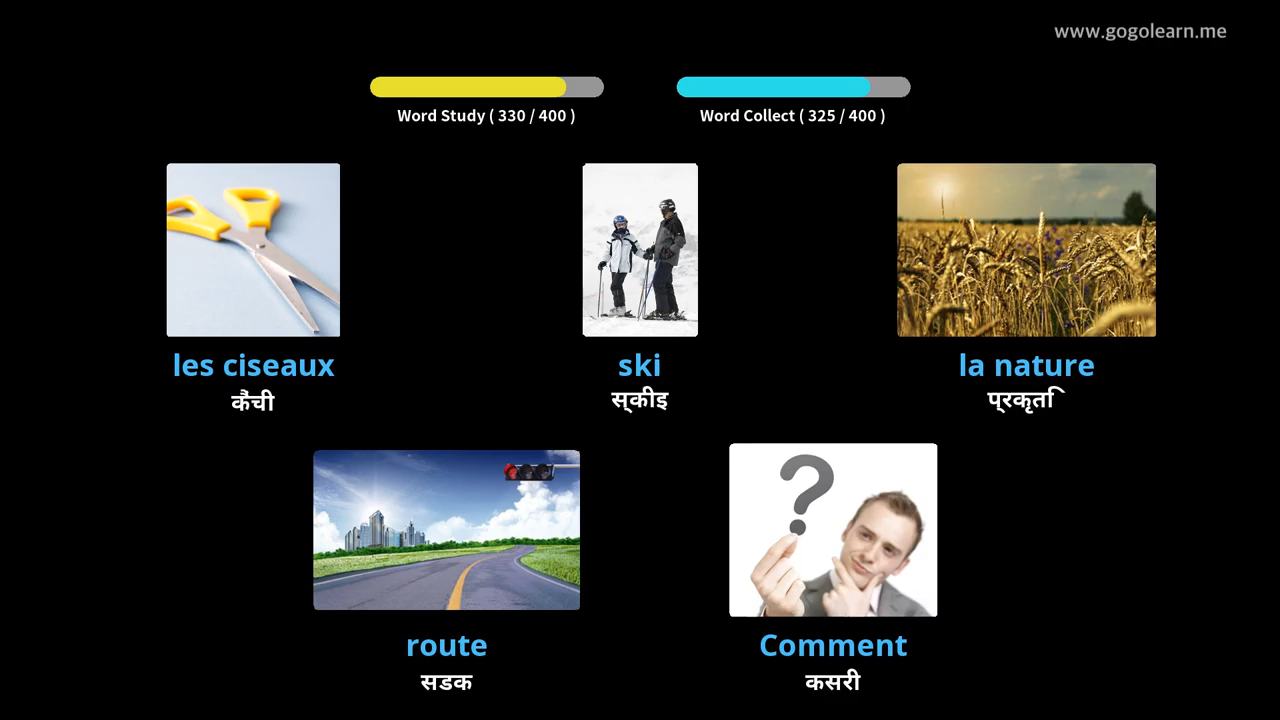 www.gogolearn.me
Word Study ( 330 / 400 )
Word Collect ( 325 / 400 )
les ciseaux
ski
la nature
कैंची
स्कीइ
प्रकृति
route
Comment
सडक
कसरी